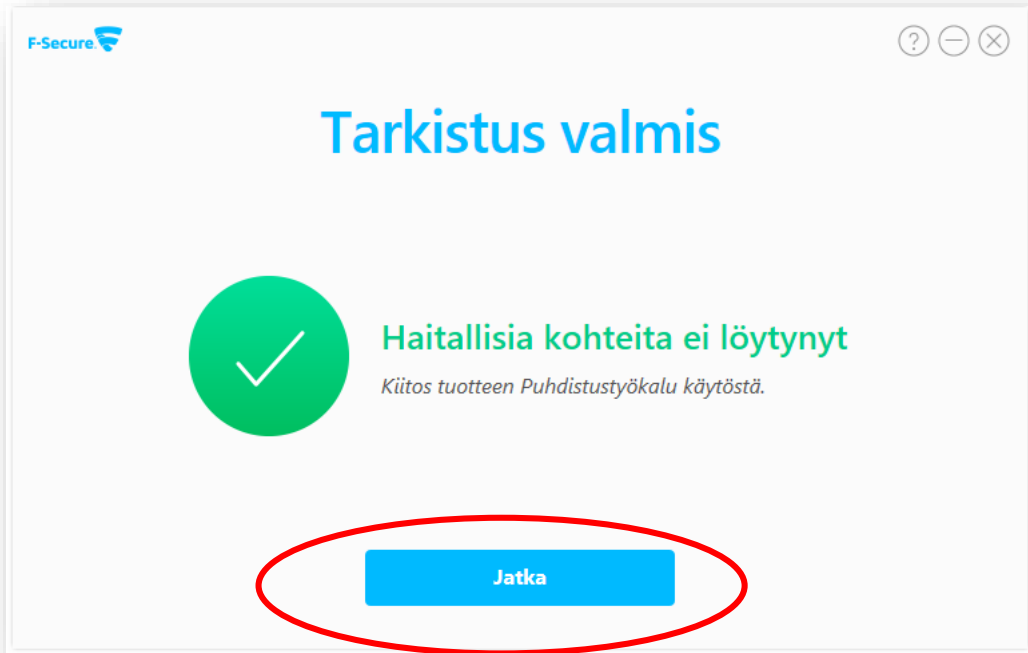 F-Secure.
Tarkistus valmis
Haitallisia kohteita ei löytynyt
Kiitos tuotteen Puhdistustyökalu käytöstä.
Jatka